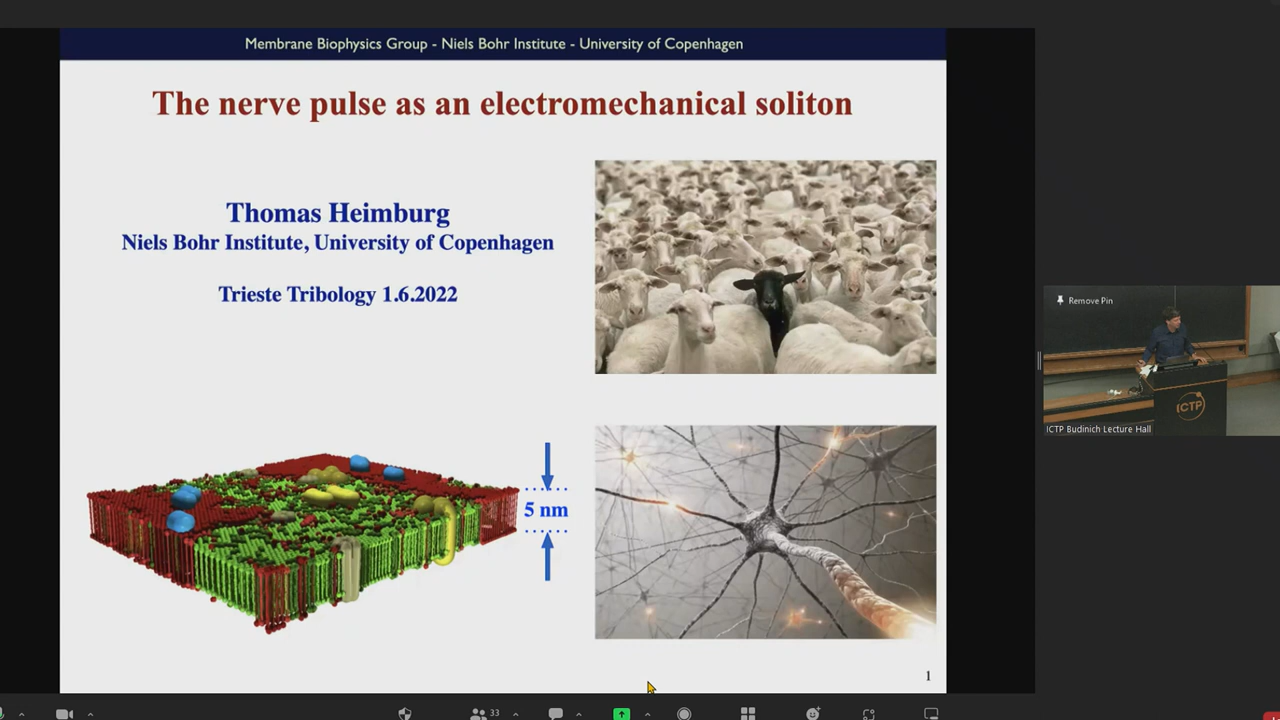 Membrane Biophysics Group - Niels Bohr Institute - University of Copenhagen
The nerve pulse as an electromechanical soliton
Thomas Heimburg
Niels Bohr Institute, University of Copenhagen
Trieste Tribology 1.6.2022
5 nm
1
Remove Pin
ICTP
ICTP Budinich Lecture Hall
33